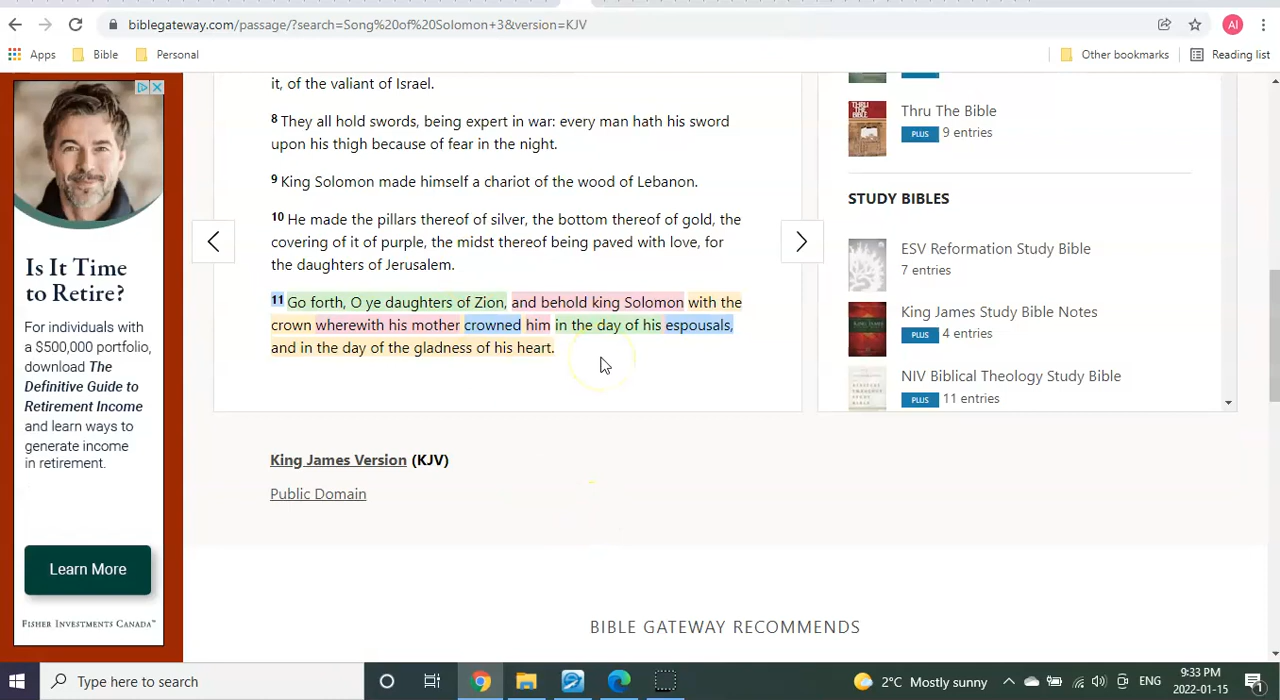 biblegateway.com/passage/?search=Song%20of%20Solomon+3&version=KJV
AI
Apps
Bible
Personal
Other bookmarks
Reading list
Is It Time
to Retire?
For individuals with
a $500,000 portfolio,
download The
Definitive Guide to
Retirement Income
and learn ways to
generate income
in retirement.
Learn More
FISHER INVESTMENTS CANADA™
it, of the valiant of Israel.
8 They all hold swords, being expert in war: every man hath his sword
upon his thigh because of fear in the night.
9 King Solomon made himself a chariot of the wood of Lebanon.
10 He made the pillars thereof of silver, the bottom thereof of gold, the
covering of it of purple, the midst thereof being paved with love, for
the daughters of Jerusalem.
11 Go forth, O ye daughters of Zion, and behold king Solomon with the
crown wherewith his mother crowned him in the day of his espousals,
and in the day of the gladness of his heart.
King James Version (KJV)
Public Domain
Thru The Bible
PLUS 9 entries
STUDY BIBLES
ESV Reformation Study Bible
7 entries
King James Study Bible Notes
PLUS 4 entries
NIV Biblical Theology Study Bible
PLUS 11 entries
BIBLE GATEWAY RECOMMENDS
Type here to search
2°C Mostly sunny
ENG
9:33 PM
2022-01-15
1